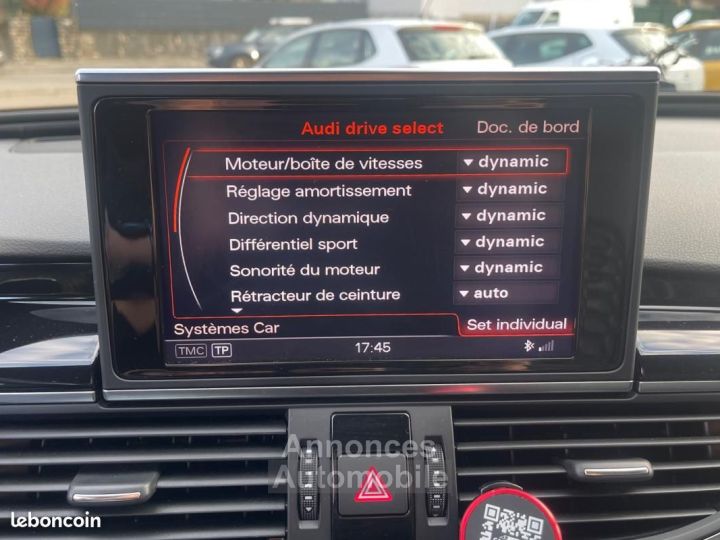 Audi drive select
Doc. de bord
Moteur/boîte de vitesses dynamic
Réglage amortissement dynamic
Direction dynamique dynamic
Différentiel sport dynamic
Sonorité du moteur dynamic
Rétracteur de ceinture auto
Systèmes Car
Set individual
TMC TP 17:45
Annonces
Automobile
leboncoin